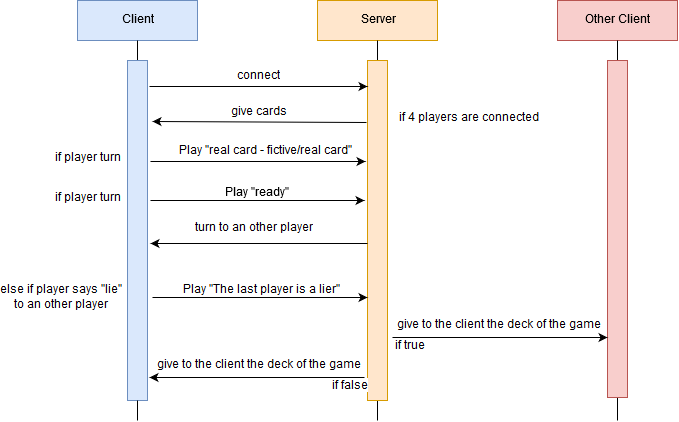 Client
Server
Other Client
connect
give cards
if 4 players are connected
if player turn
Play "real card - fictive/real card"
if player turn
Play "ready"
turn to an other player
else if player says "lie"
to an other player
Play "The last player is a lier"
give to the client the deck of the game
if true
give to the client the deck of the game
if false